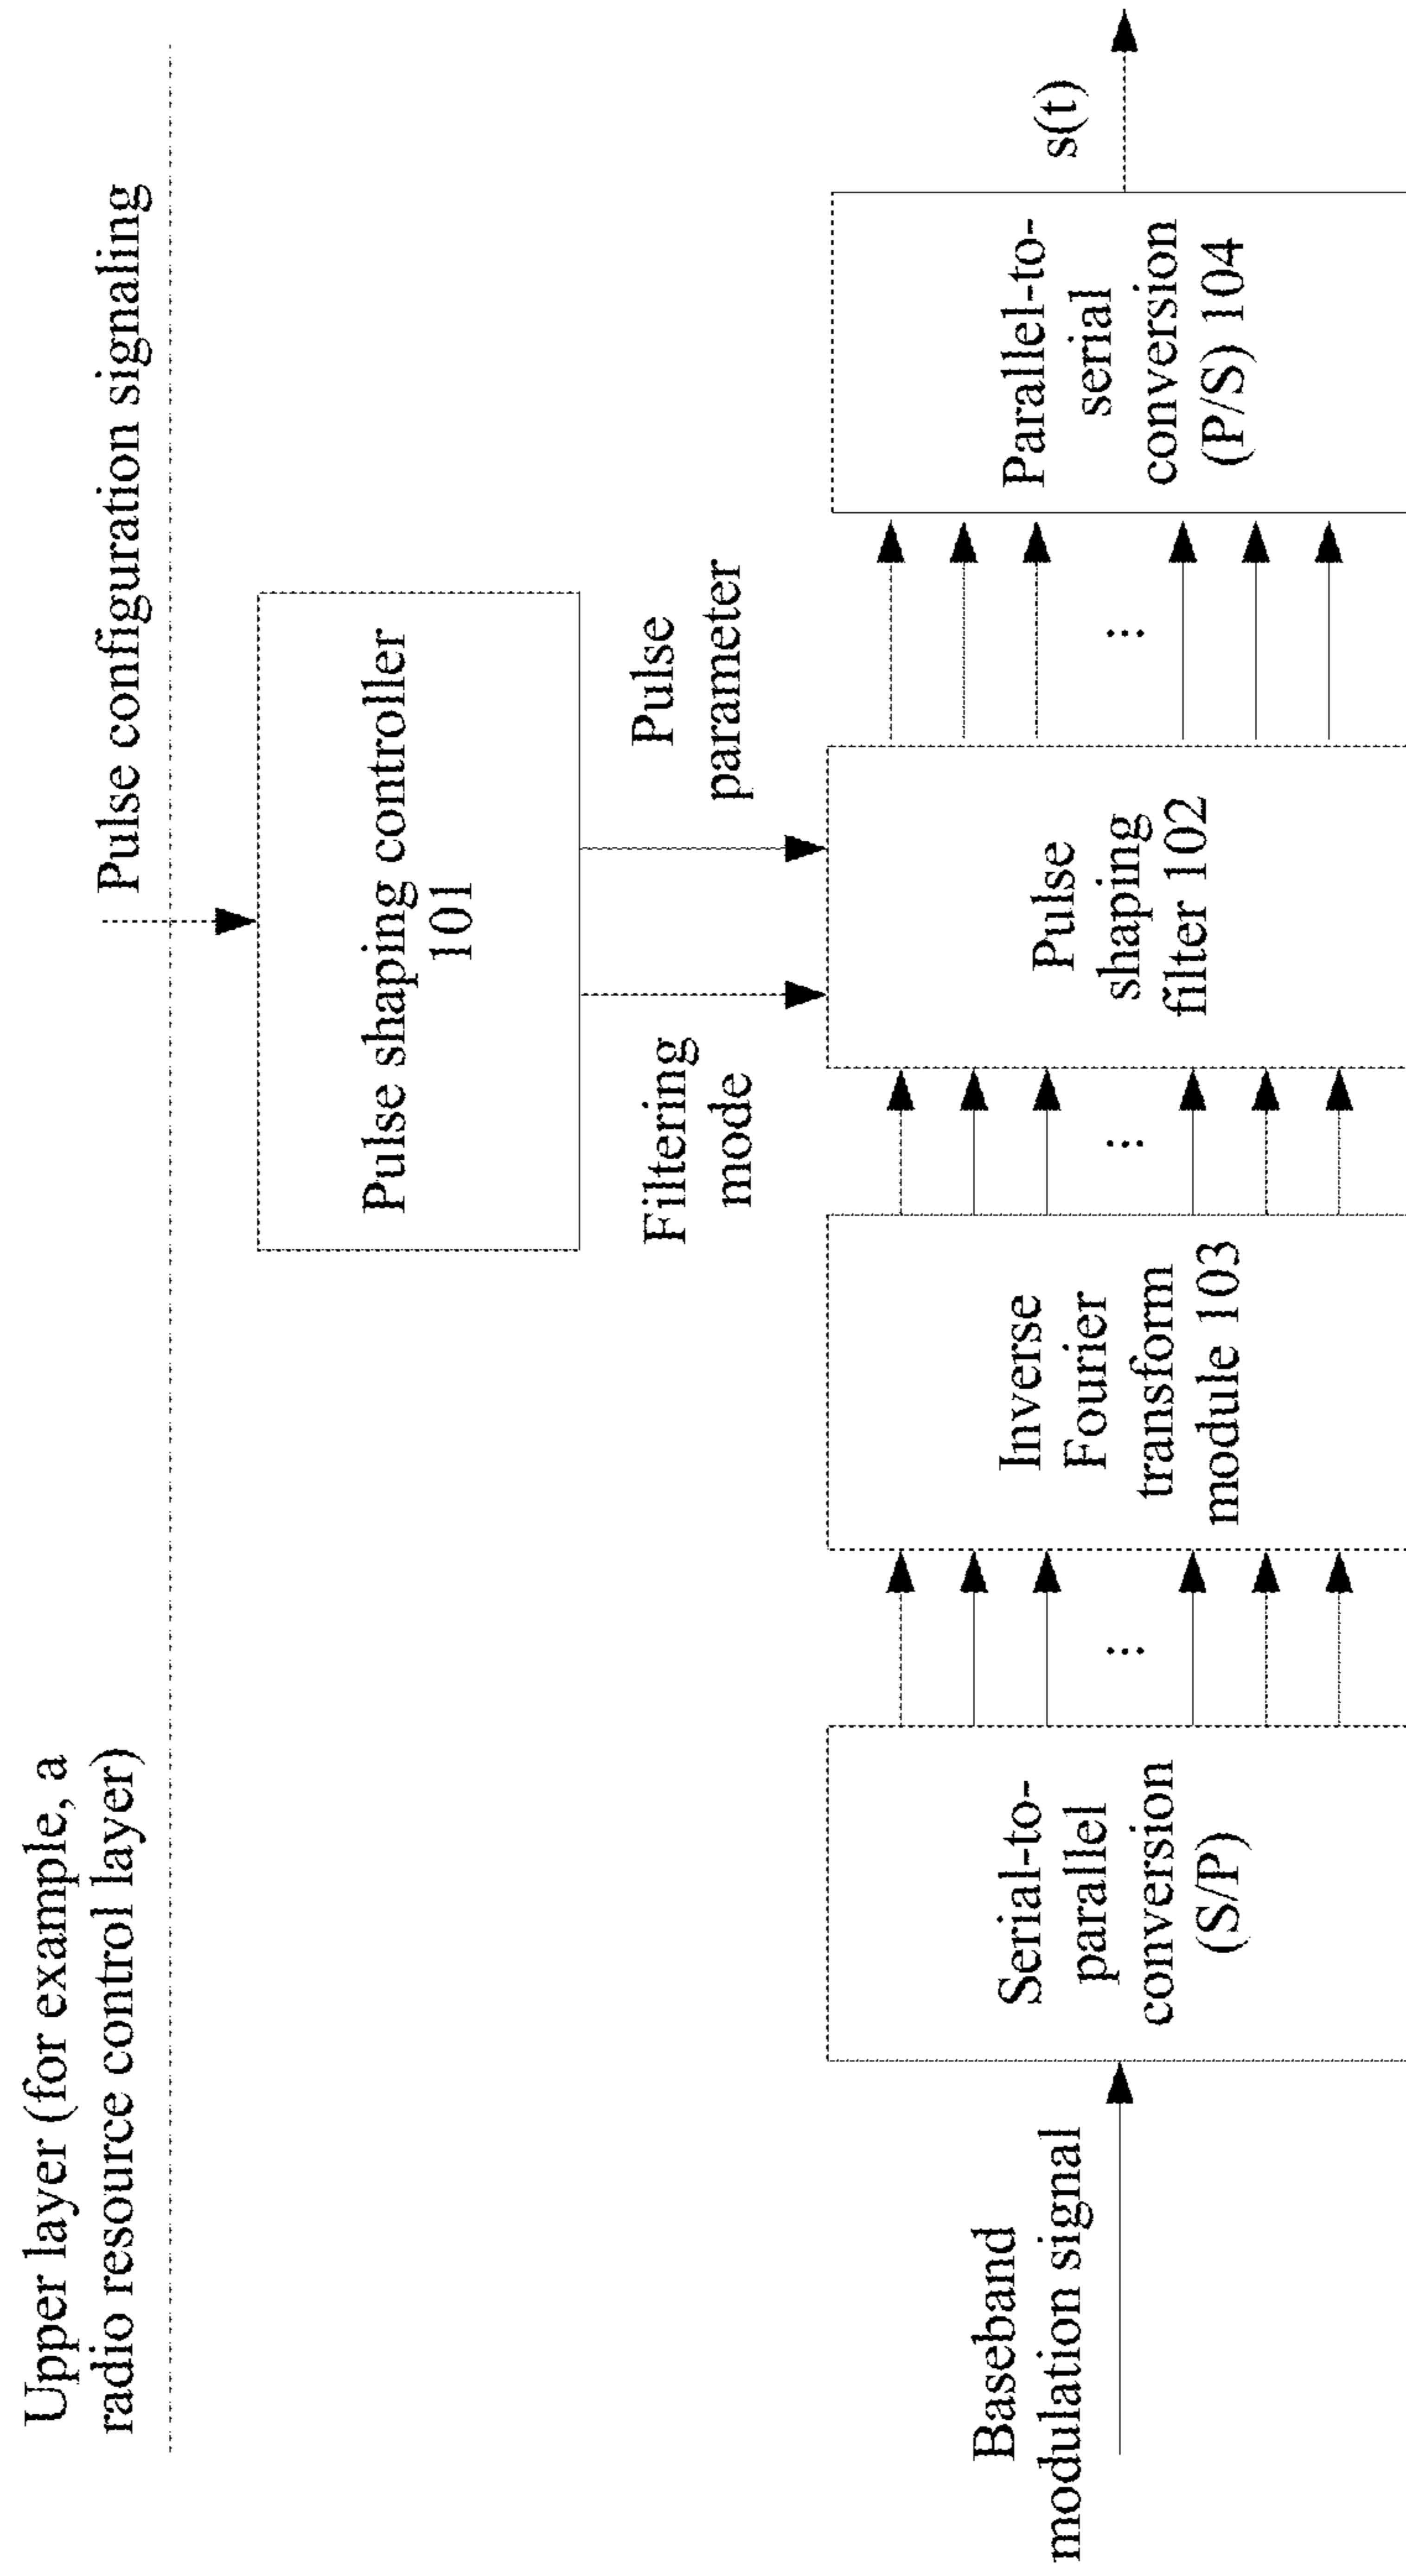 Upper layer (for example, a
radio resource control layer)
Pulse configuration signaling
Pulse shaping controller
101
Filtering
mode
Pulse
parameter
Baseband
modulation signal
Serial-to-
parallel
conversion
(S/P)
Inverse
Fourier
transform
module 103
Pulse
shaping
filter 102
Parallel-to-
serial
conversion
(P/S) 104
s(t)